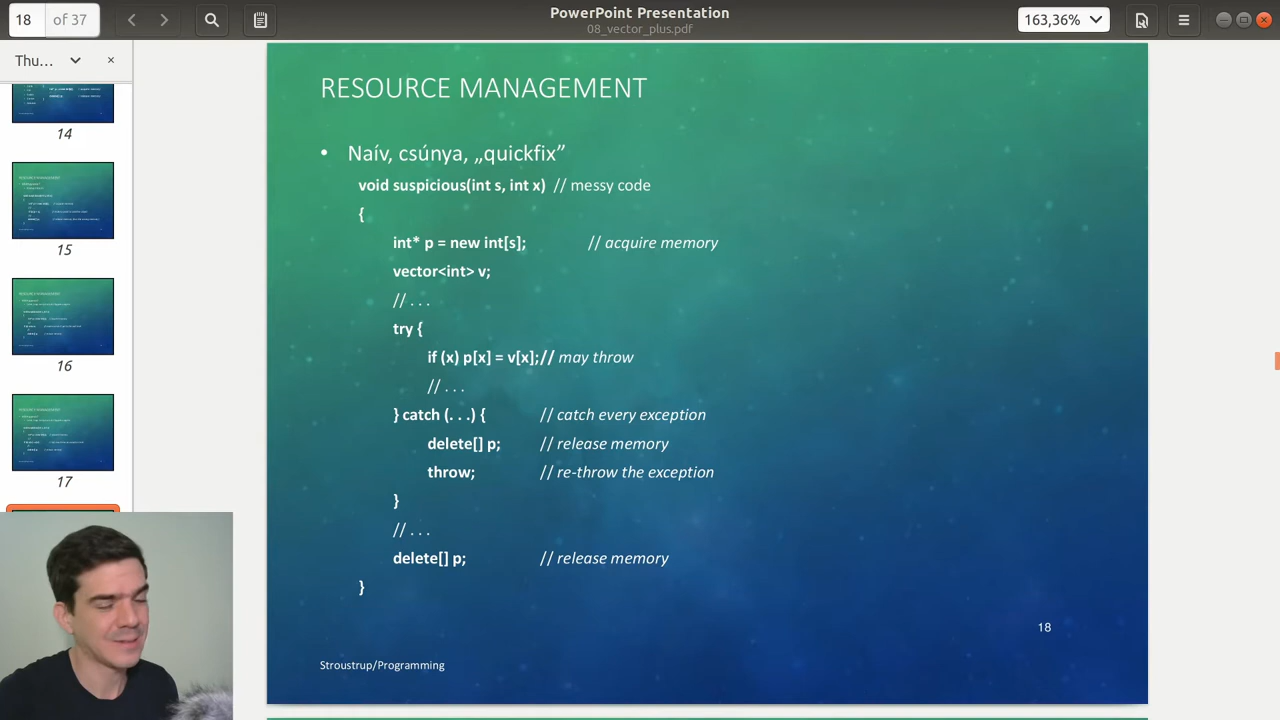 18 of 37
PowerPoint Presentation
08_vector_plus.pdf
163,36%
Thu...
×
14
15
16
17
RESOURCE MANAGEMENT
• Naív, csúnya, „quickfix”
void suspicious(int s, int x) // messy code
{
int* p = new int[s]; // acquire memory
vector<int> v;
// . . .
try {
if (x) p[x] = v[x];// may throw
// . . .
} catch (. . .) { // catch every exception
delete[] p; // release memory
throw; // re-throw the exception
}
// . . .
delete[] p; // release memory
}
18
Stroustrup/Programming